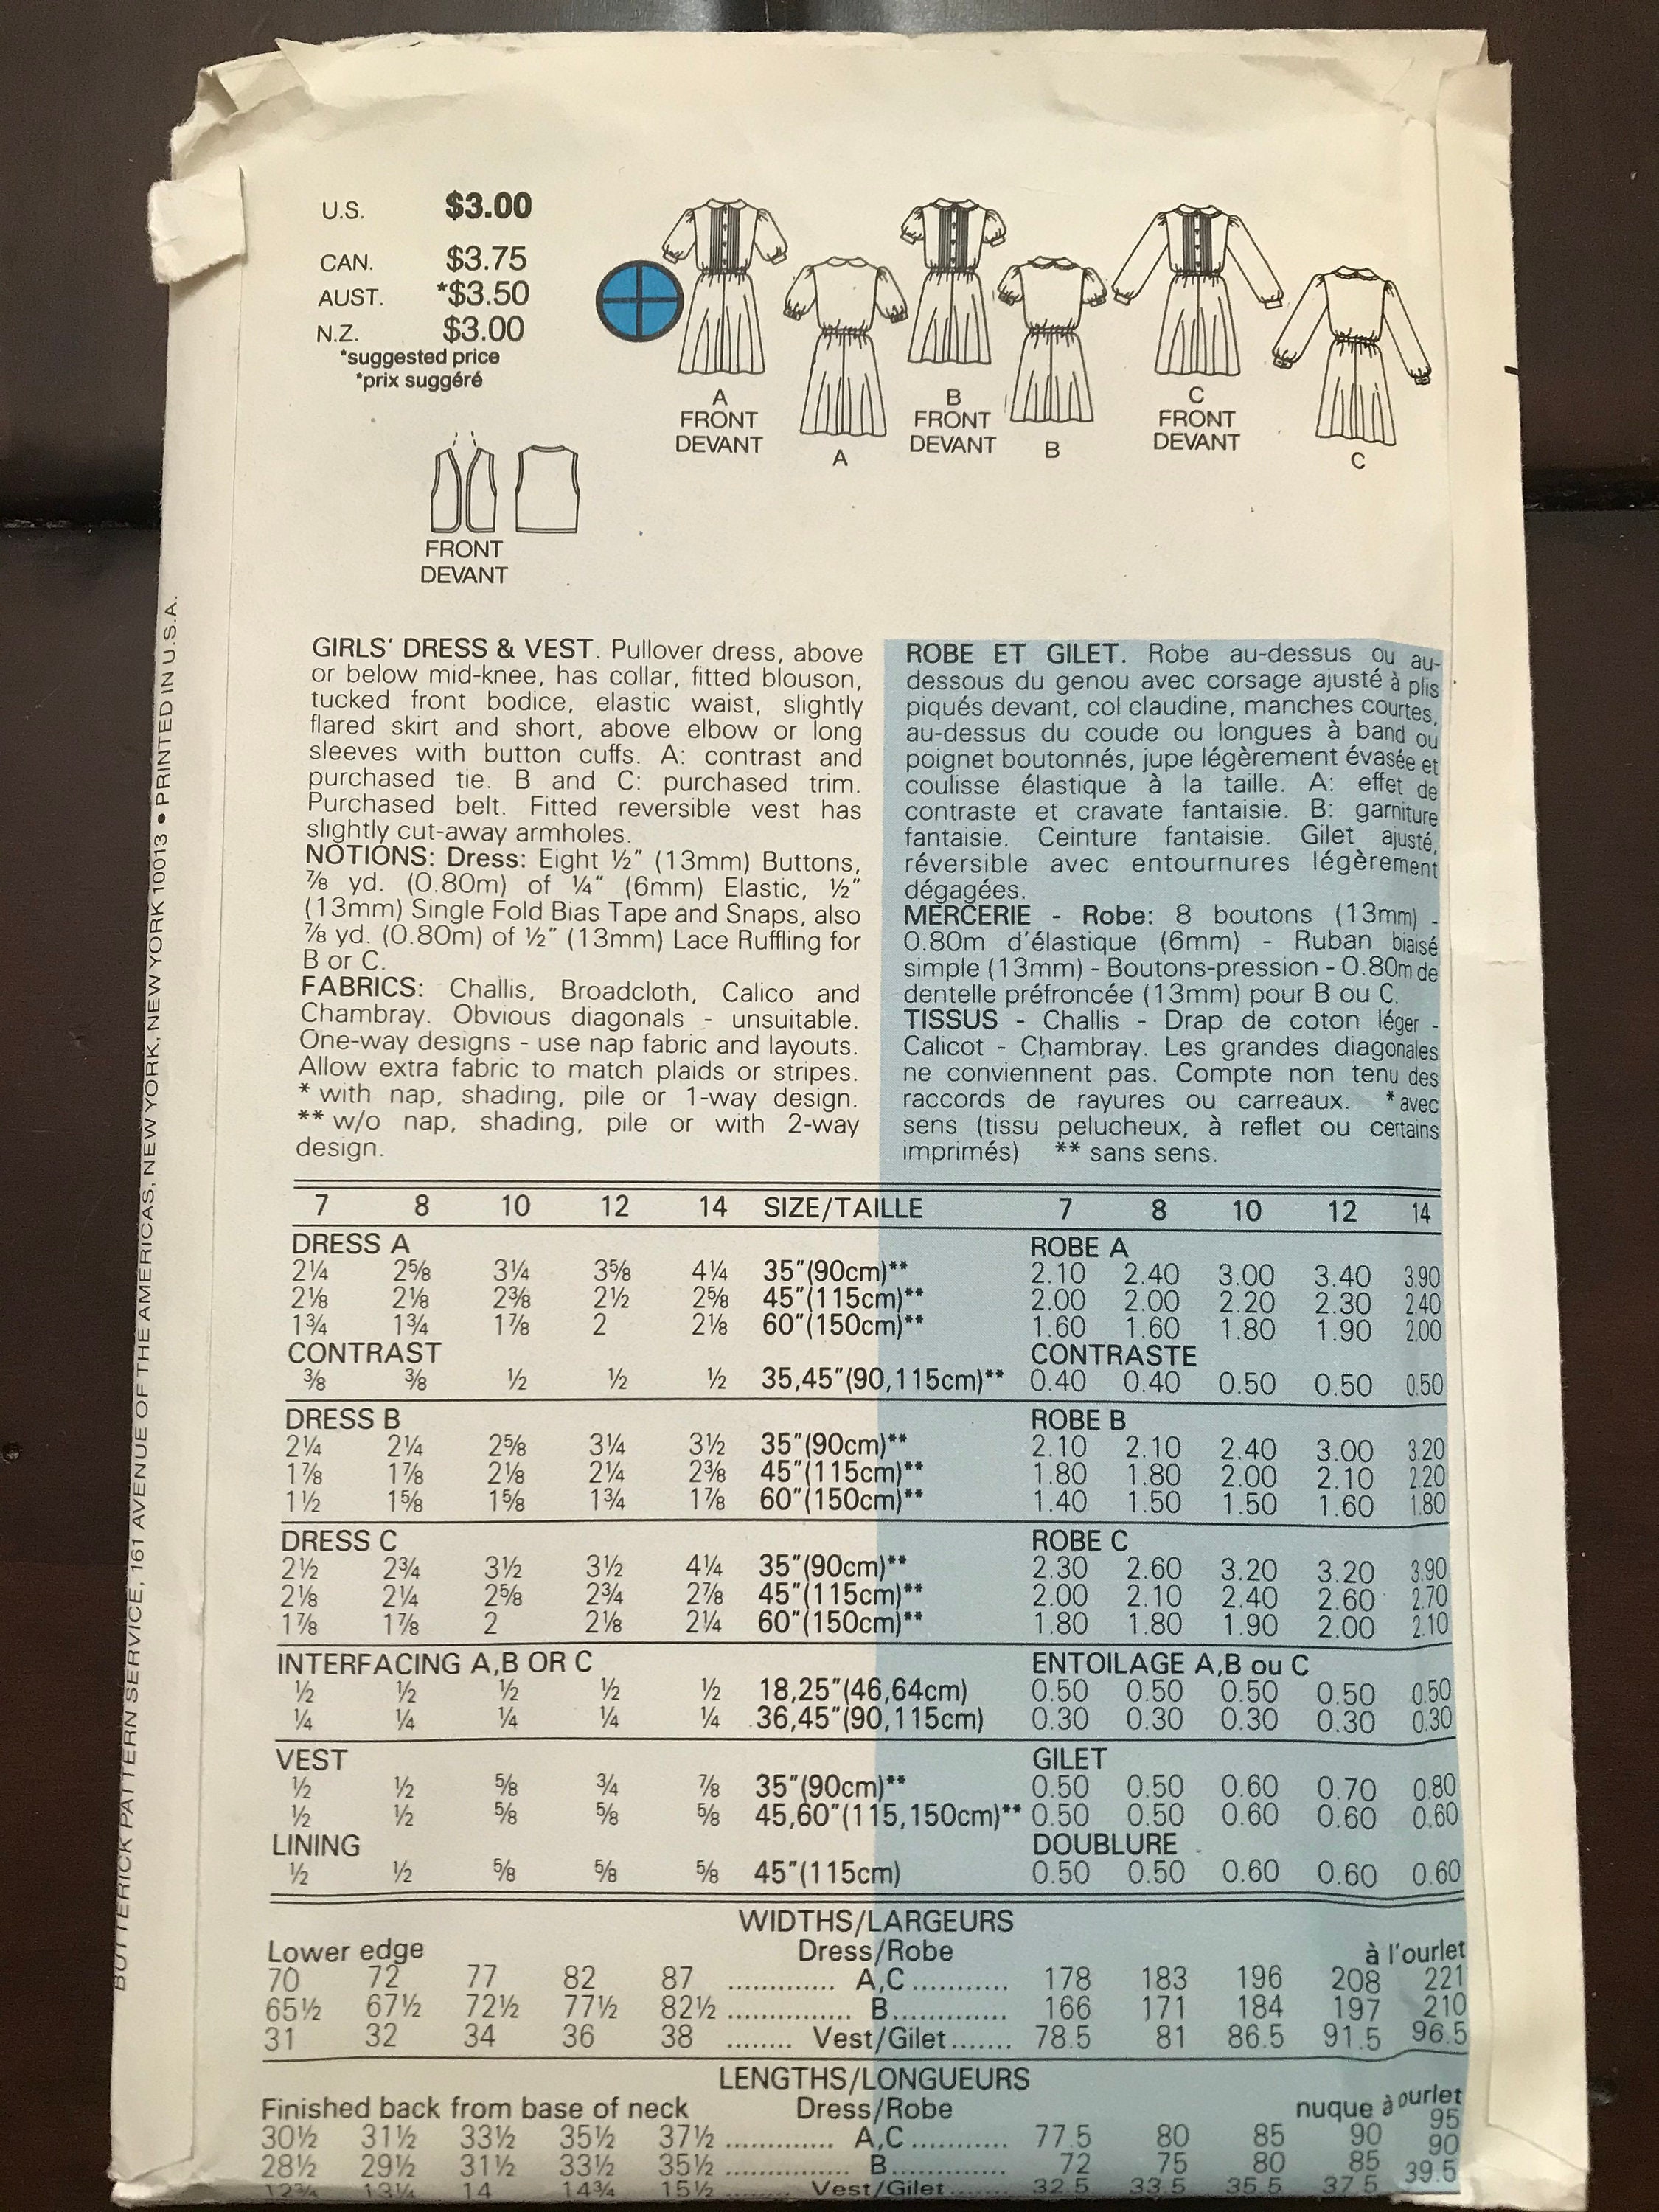 U.S. $3.00
CAN. $3.75
AUST. *$3.50
N.Z. $3.00
*suggested price
*prix suggéré
A
FRONT
DEVANT
A
B
FRONT
DEVANT
B
C
FRONT
DEVANT
C
FRONT
DEVANT
BUTTERICK PATTERN SERVICE, 161 AVENUE OF THE AMERICAS, NEW YORK, NEW YORK 10013 • PRINTED IN U.S.A.
GIRLS' DRESS & VEST. Pullover dress, above
or below mid-knee, has collar, fitted blouson,
tucked front bodice, elastic waist, slightly
flared skirt and short, above elbow or long
sleeves with button cuffs. A: contrast and
purchased tie. B and C: purchased trim.
Purchased belt. Fitted reversible vest has
slightly cut-away armholes.
NOTIONS: Dress: Eight ½" (13mm) Buttons,
⅞ yd. (0.80m) of ¼" (6mm) Elastic, ½"
(13mm) Single Fold Bias Tape and Snaps, also
⅞ yd. (0.80m) of ½" (13mm) Lace Ruffling for
B or C.
FABRICS: Challis, Broadcloth, Calico and
Chambray. Obvious diagonals - unsuitable.
One-way designs - use nap fabric and layouts.
Allow extra fabric to match plaids or stripes.
* with nap, shading, pile or 1-way design.
** w/o nap, shading, pile or with 2-way
design.
ROBE ET GILET. Robe au-dessus ou au-
dessous du genou avec corsage ajusté à plis
piqués devant, col claudine, manches courtes,
au-dessus du coude ou longues à band ou
poignet boutonnés, jupe légèrement évasée et
coulisse élastique à la taille. A: effet de
contraste et cravate fantaisie. B: garniture
fantaisie. Ceinture fantaisie. Gilet ajusté,
réversible avec entournures légèrement
dégagées.
MERCERIE - Robe: 8 boutons (13mm) -
0.80m d'élastique (6mm) - Ruban biaisé
simple (13mm) - Boutons-pression - 0.80m de
dentelle préfroncée (13mm) pour B ou C.
TISSUS - Challis - Drap de coton léger -
Calicot - Chambray. Les grandes diagonales
ne conviennent pas. Compte non tenu des
raccords de rayures ou carreaux. * avec
sens (tissu pelucheux, à reflet ou certains
imprimés) ** sans sens.
7 8 10 12 14 SIZE/TAILLE 7 8 10 12 14
DRESS A ROBE A
2¼ 2⅝ 3¼ 3⅝ 4¼ 35"(90cm)** 2.10 2.40 3.00 3.40 3.90
2⅛ 2⅛ 2⅜ 2½ 2⅝ 45"(115cm)** 2.00 2.00 2.20 2.30 2.40
1¾ 1¾ 1⅞ 2 2⅛ 60"(150cm)** 1.60 1.60 1.80 1.90 2.00
CONTRAST CONTRASTE
⅜ ⅜ ½ ½ ½ 35,45"(90,115cm)** 0.40 0.40 0.50 0.50 0.50
DRESS B ROBE B
2¼ 2¼ 2⅝ 3¼ 3½ 35"(90cm)** 2.10 2.10 2.40 3.00 3.20
1⅞ 1⅞ 2⅛ 2¼ 2⅜ 45"(115cm)** 1.80 1.80 2.00 2.10 2.20
1½ 1⅝ 1⅝ 1¾ 1⅞ 60"(150cm)** 1.40 1.50 1.50 1.60 1.80
DRESS C ROBE C
2½ 2¾ 3½ 3½ 4¼ 35"(90cm)** 2.30 2.60 3.20 3.20 3.90
2⅛ 2¼ 2⅝ 2¾ 2⅞ 45"(115cm)** 2.00 2.10 2.40 2.60 2.70
1⅞ 1⅞ 2 2⅛ 2¼ 60"(150cm)** 1.80 1.80 1.90 2.00 2.10
INTERFACING A,B OR C ENTOILAGE A,B ou C
½ ½ ½ ½ ½ 18,25"(46,64cm) 0.50 0.50 0.50 0.50 0.50
¼ ¼ ¼ ¼ ¼ 36,45"(90,115cm) 0.30 0.30 0.30 0.30 0.30
VEST GILET
½ ½ ⅝ ¾ ⅞ 35"(90cm)** 0.50 0.50 0.60 0.70 0.80
½ ½ ⅝ ⅝ ⅝ 45,60"(115,150cm)** 0.50 0.50 0.60 0.60 0.60
LINING DOUBLURE
½ ½ ⅝ ⅝ ⅝ 45"(115cm) 0.50 0.50 0.60 0.60 0.60
WIDTHS/LARGEURS
Lower edge Dress/Robe à l'ourlet
70 72 77 82 87 ............. A,C ........... 178 183 196 208 221
65½ 67½ 72½ 77½ 82½ ............... B............. 166 171 184 197 210
31 32 34 36 38 ........ Vest/Gilet....... 78.5 81 86.5 91.5 96.5
LENGTHS/LONGUEURS
Finished back from base of neck Dress/Robe nuque à ourlet
30½ 31½ 33½ 35½ 37½ ............. A,C ........... 77.5 80 85 90 95
28½ 29½ 31½ 33½ 35½ ............... B............. 72 75 80 85 90
12¾ 13¼ 14 14¾ 15½ ........ Vest/Gilet....... 32.5 33.5 35.5 37.5 39.5